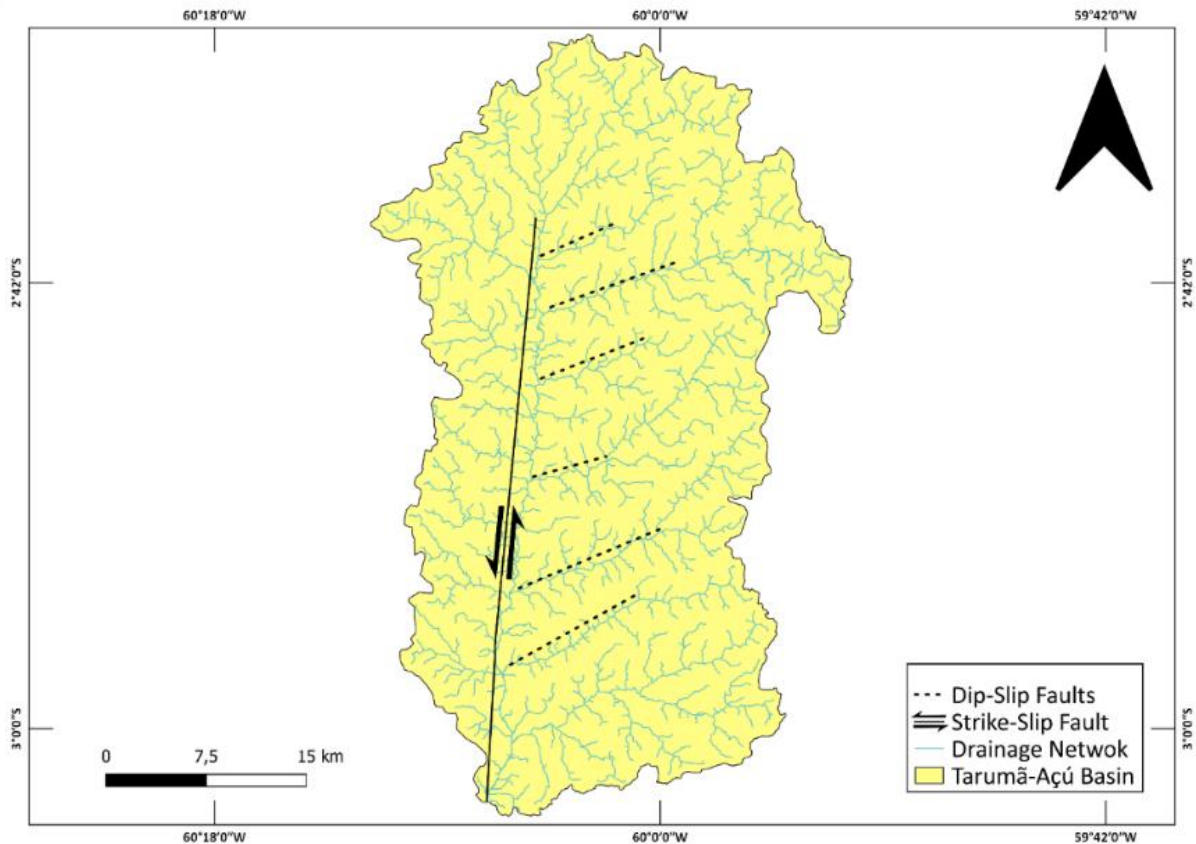 60°18'0"W
60°0'0"W
59°42'0"W
2°42'0"S
2°42'0"S
3°0'0"S
3°0'0"S
0
7,5
15 km
Dip-Slip Faults
Strike-Slip Fault
Drainage Netwok
Tarumã-Açú Basin
60°18'0"W
60°0'0"W
59°42'0"W